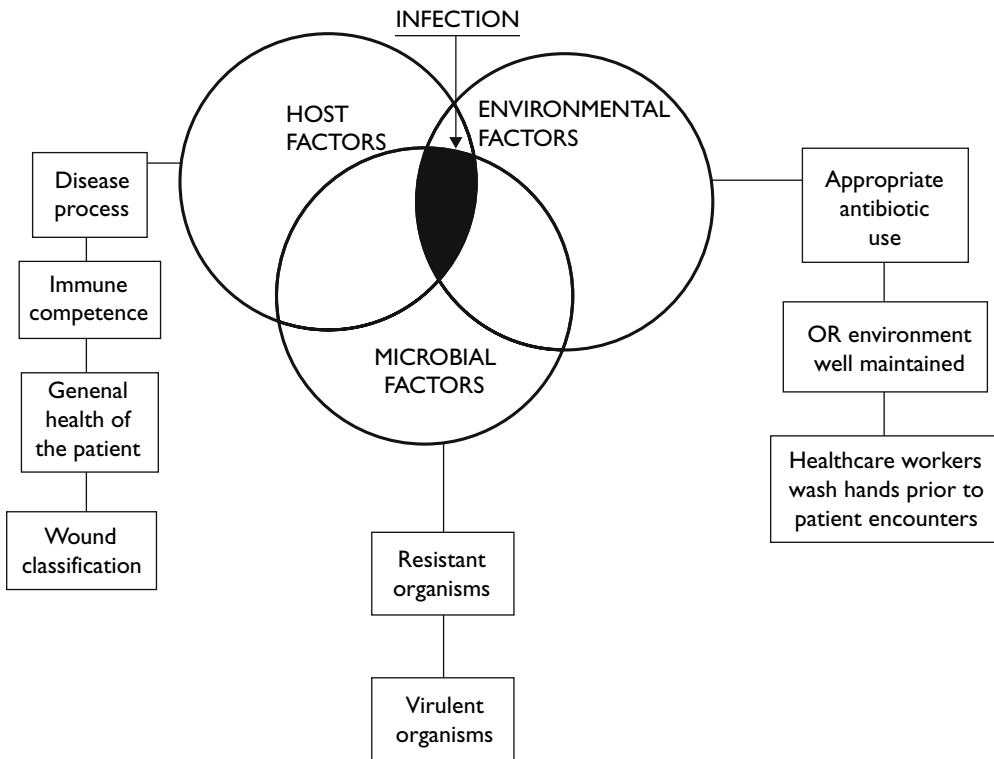 INFECTION
HOST
FACTORS
ENVIRONMENTAL
FACTORS
MICROBIAL
FACTORS
Disease
process
Immune
competence
Genenal
health of
the patient
Wound
classification
Resistant
organisms
Virulent
organisms
Appropriate
antibiotic
use
OR environment
well maintained
Healthcare workers
wash hands prior to
patient encounters